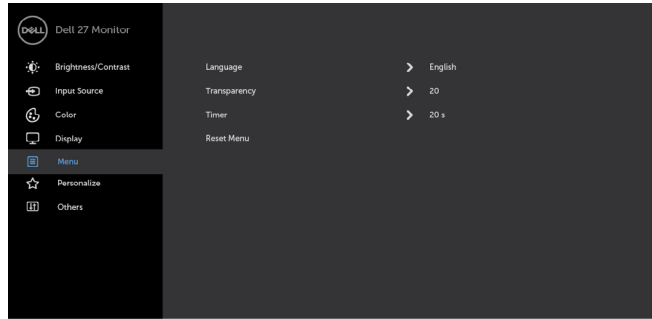 DELL Dell 27 Monitor
Brightness/Contrast
Input Source
Color
Display
Menu
Personalize
Others
Language English
Transparency 20
Timer 20 s
Reset Menu